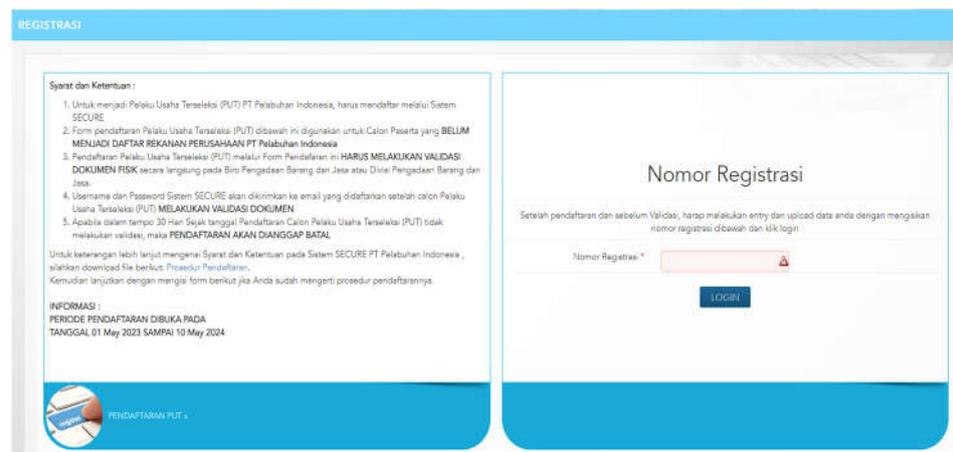 REGISTRASI
Syarat dan Ketentuan :
1. Untuk menjadi Pelaku Usaha Terseleksi (PUT) PT Pelabuhan Indonesia, harus mendaftar melalui Sistem
SECURE
2. Form pendaftaran Pelaku Usaha Terseleksi (PUT) dibawah ini digunakan untuk Calon Peserta yang BELUM
MENJADI DAFTAR REKANAN PERUSAHAAN PT Pelabuhan Indonesia
3. Pendaftaran Pelaku Usaha Terseleksi (PUT) melalui Form Pendafaran ini HARUS MELAKUKAN VALIDASI
DOKUMEN FISIK secara langsung pada Biro Pengadaan Barang dan Jasa atau Divisi Pengadaan Barang dan
Jasa.
4. Username dan Password Sistem SECURE akan dikirimkan ke email yang didaftarkan setelah calon Pelaku
Usaha Terseleksi (PUT) MELAKUKAN VALIDASI DOKUMEN
5. Apabila dalam tempo 30 Hari Sejak tanggal Pendaftaran Calon Pelaku Usaha Terseleksi (PUT) tidak
melakukan validasi, maka PENDAFTARAN AKAN DIANGGAP BATAL
Untuk keterangan lebih lanjut mengenai Syarat dan Ketentuan pada Sistem SECURE PT Pelabuhan Indonesia ,
silahkan download file berikut: Prosedur Pendaftaran.
Kemudian lanjutkan dengan mengisi form berikut jika Anda sudah mengerti prosedur pendaftarannya.
INFORMASI :
PERIODE PENDAFTARAN DIBUKA PADA
TANGGAL 01 May 2023 SAMPAI 10 May 2024
register
PENDAFTARAN PUT »
Nomor Registrasi
Setelah pendaftaran dan sebelum Validasi, harap melakukan entry dan upload data anda dengan mengisikan
nomor registrasi dibawah dan klik login
Nomor Registrasi *
LOGIN